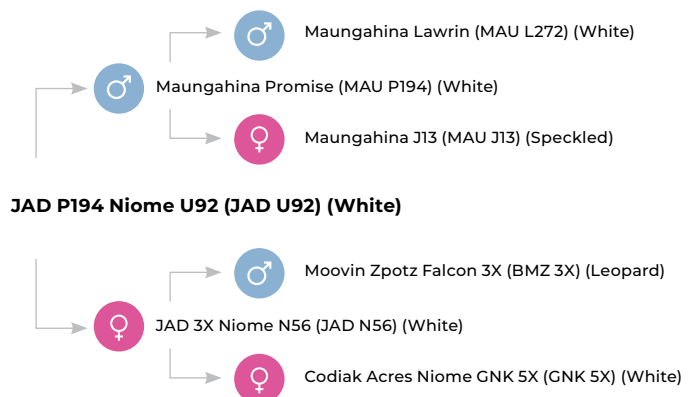 Maungahina Lawrin (MAU L272) (White)
Maungahina Promise (MAU P194) (White)
Maungahina J13 (MAU J13) (Speckled)
JAD P194 Niome U92 (JAD U92) (White)
Moovin Zpotz Falcon 3X (BMZ 3X) (Leopard)
JAD 3X Niome N56 (JAD N56) (White)
Codiak Acres Niome GNK 5X (GNK 5X) (White)